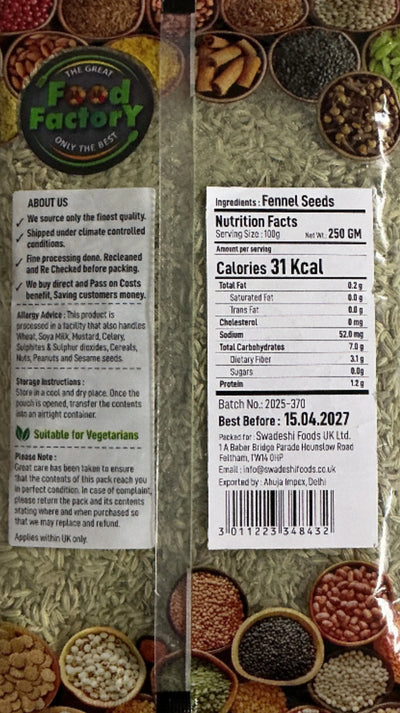 THE GREAT
Food
FactorY
ONLY THE BEST
ABOUT US
✓ We source only the finest quality.
✓ Shipped under climate controlled
conditions.
✓ Fine processing done. Recleaned
and Re Checked before packing.
✓ We buy direct and Pass on Costs
benefit, Saving customers money.
Allergy Advice : This product is
processed in a facility that also handles
Wheat, Soya Milk, Mustard, Celary,
Sulphites & Sulphur dioxides, Cereals,
Nuts, Peanuts and Sesame seeds.
Storage Instructions :
Store in a cool and dry place. Once the
pouch is opened, transfer the contents
into an airtight container.
Suitable for Vegetarians
Please Note :
Great care has been taken to ensure
that the contents of this pack reach you
in perfect condition. In case of complaint,
please return the pack and its contents
stating where and when purchased so
that we may replace and refund.
Applies within UK only.
Ingredients : Fennel Seeds
Nutrition Facts
Serving Size : 100g Net Wt: 250 GM
Amount per serving
Calories 31 Kcal
Total Fat 0.2 g
Saturated Fat 0.0 g
Trans Fat 0.0 g
Cholesterol 0 mg
Sodium 52.0 mg
Total Carbohydrates 7.0 g
Dietary Fiber 3.1 g
Sugars 0.0g
Protein 1.2 g
Batch No.: 2025-370
Best Before : 15.04.2027
Packed for : Swadeshi Foods UK Ltd.
1 A Baber Bridge Parade Hounslow Road
Feltham, TW14 0HP
Email : info@swadeshifoods.co.uk
Exported by : Ahuja Impex, Delhi
3 011223 348432